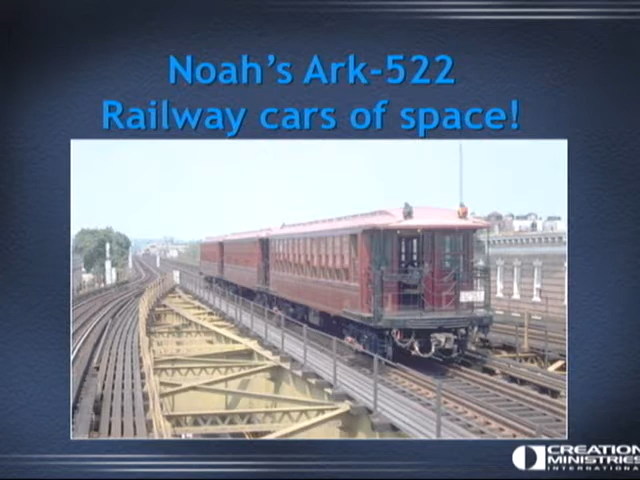 Noah's Ark-522
Railway cars of space!
CREATION
MINISTRIES
INTERNATIONAL